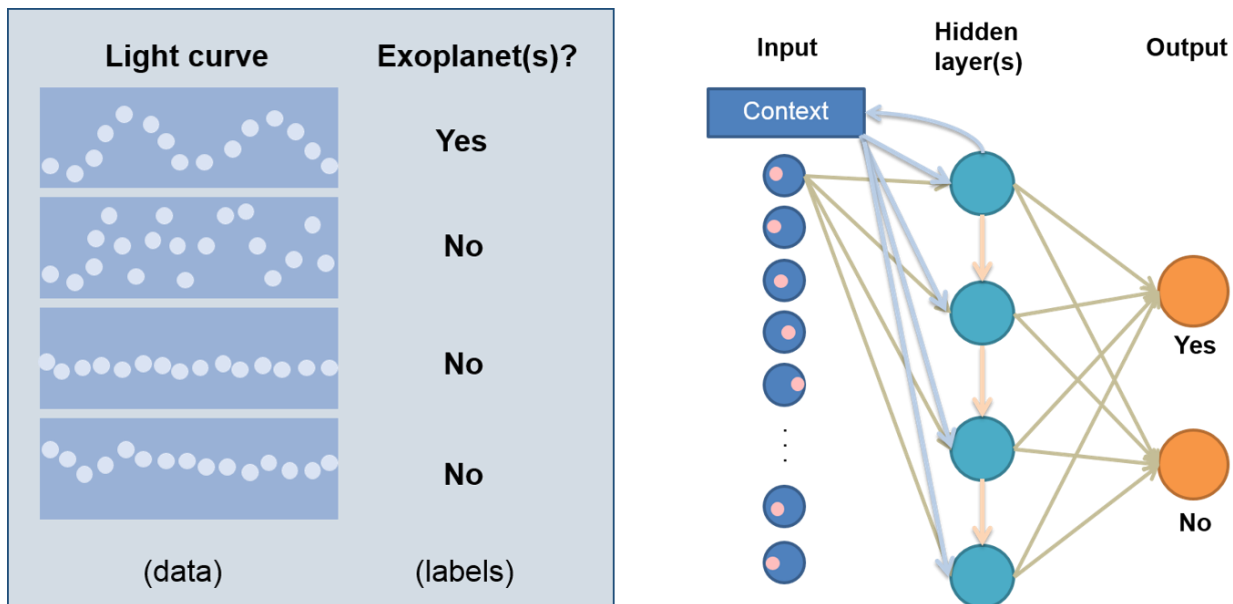 Light curve
Exoplanet(s)?
Yes
No
No
No
(data)
(labels)
Input
Hidden
layer(s)
Output
Context
Yes
No